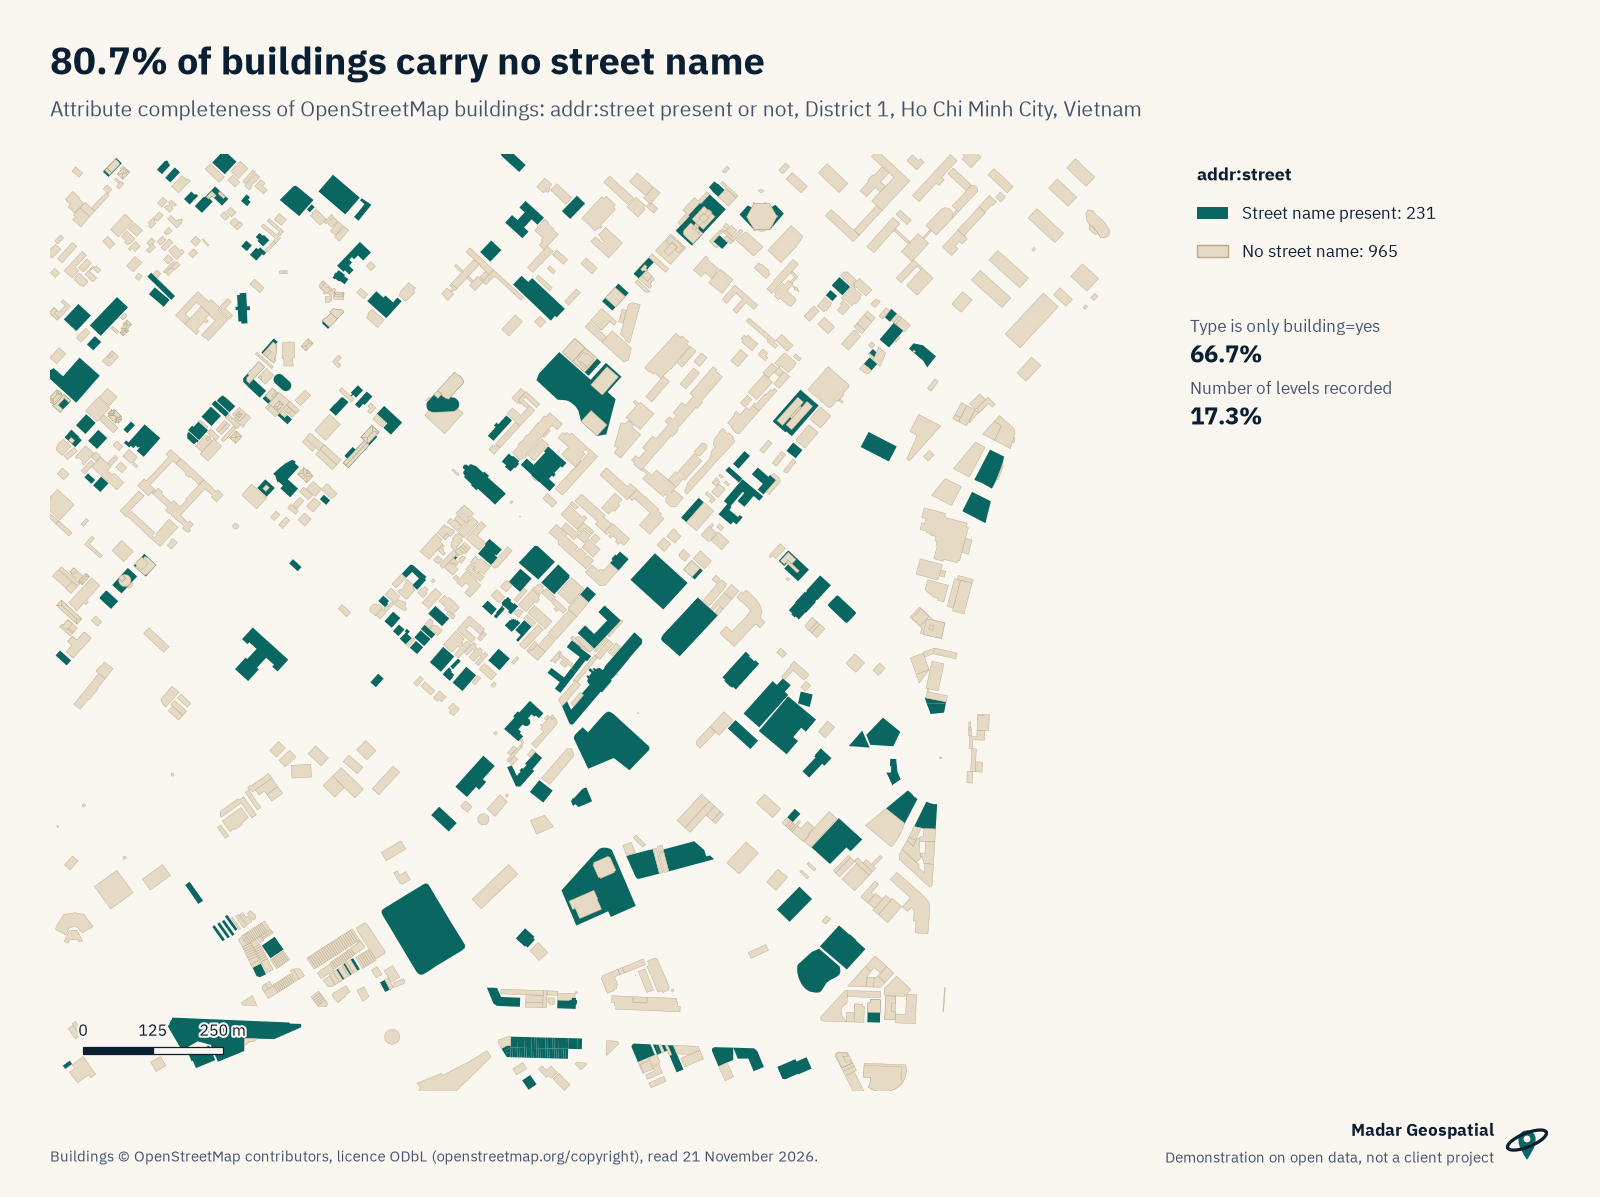 80.7% of buildings carry no street name
Attribute completeness of OpenStreetMap buildings: addr:street present or not, District 1, Ho Chi Minh City, Vietnam
addr:street
Street name present: 231
No street name: 965
Type is only building=yes
66.7%
Number of levels recorded
17.3%
0 125 250 m
Madar Geospatial
Buildings © OpenStreetMap contributors, licence ODbL (openstreetmap.org/copyright), read 21 November 2026.
Demonstration on open data, not a client project